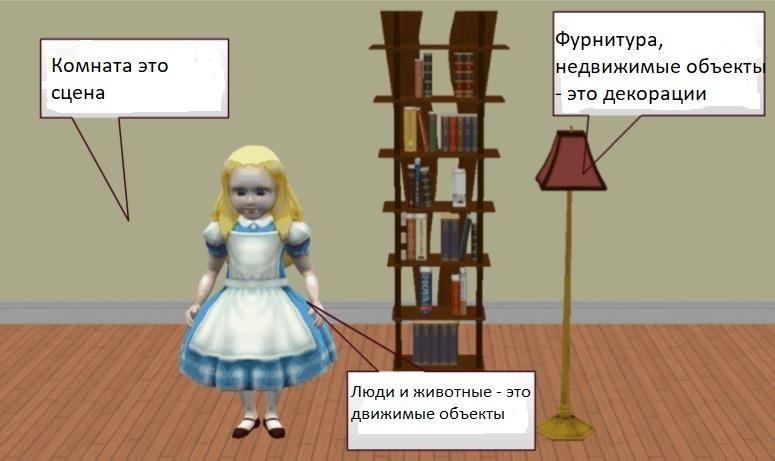 Комната это
сцена
Фурнитура,
недвижимые объекты
- это декорации
Люди и животные - это
движимые объекты